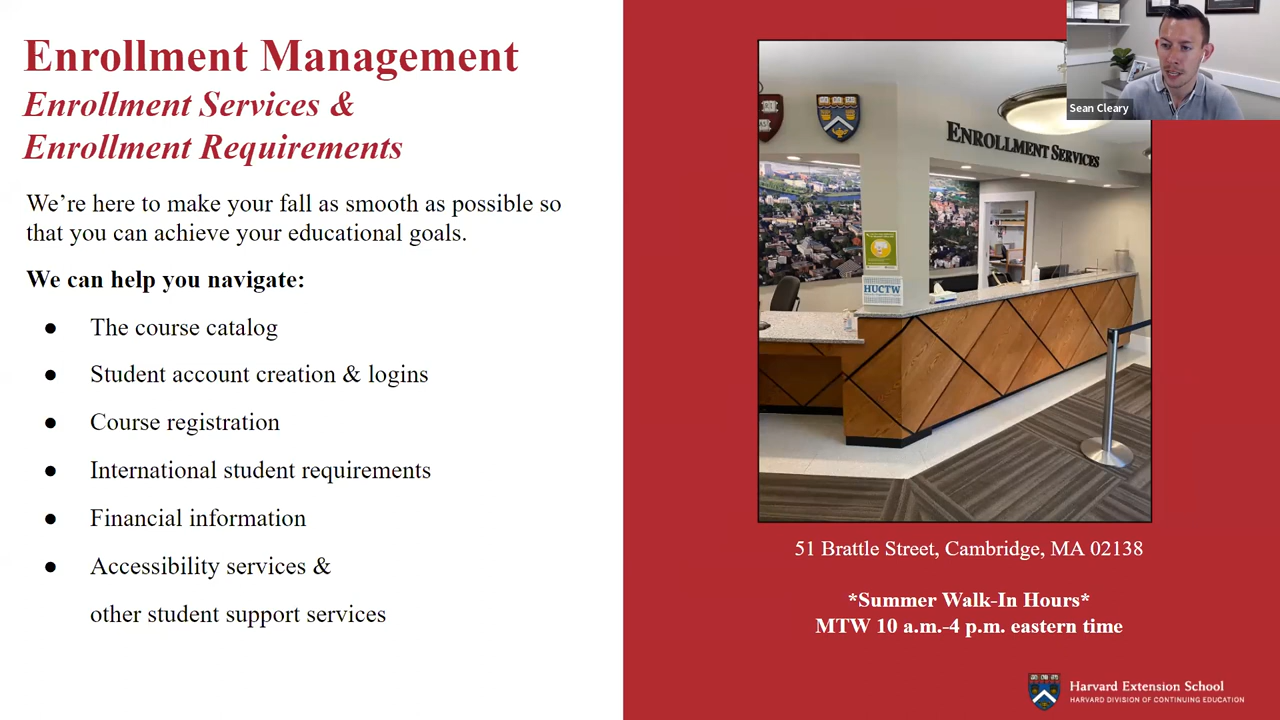 Enrollment Management
Enrollment Services &
Enrollment Requirements
We’re here to make your fall as smooth as possible so
that you can achieve your educational goals.
We can help you navigate:
● The course catalog
● Student account creation & logins
● Course registration
● International student requirements
● Financial information
● Accessibility services &
other student support services
Sean Cleary
ENROLLMENT SERVICES
HUCTW
51 Brattle Street, Cambridge, MA 02138
*Summer Walk-In Hours*
MTW 10 a.m.-4 p.m. eastern time
Harvard Extension School
HARVARD DIVISION OF CONTINUING EDUCATION